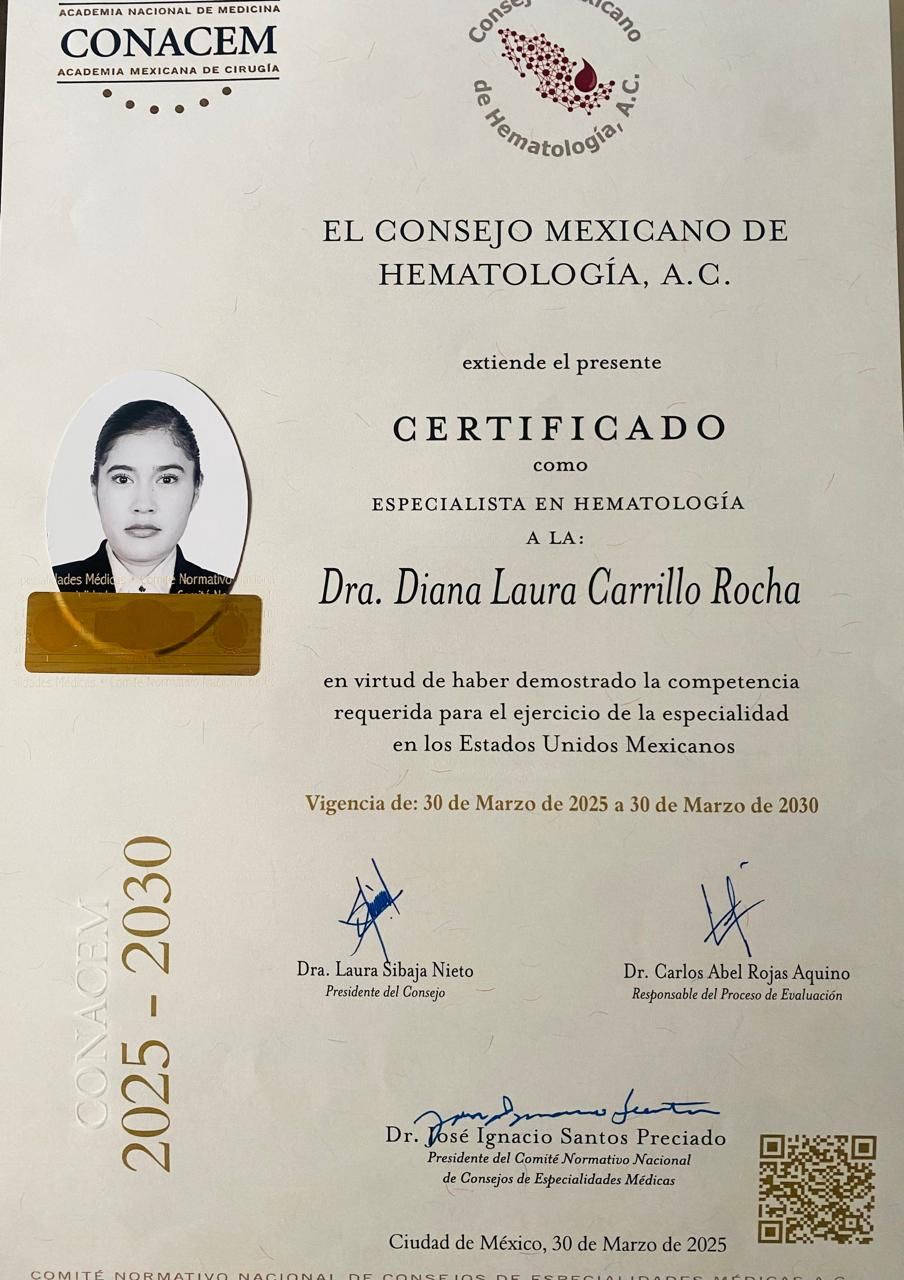 ACADEMIA NACIONAL DE MEDICINA
CONACEM
ACADEMIA MEXICANA DE CIRUGÍA
Consejo Mexicano
de Hematología, A.C.
EL CONSEJO MEXICANO DE
HEMATOLOGÍA, A.C.
extiende el presente
CERTIFICADO
como
ESPECIALISTA EN HEMATOLOGÍA
A LA:
Dra. Diana Laura Carrillo Rocha
en virtud de haber demostrado la competencia
requerida para el ejercicio de la especialidad
en los Estados Unidos Mexicanos
Vigencia de: 30 de Marzo de 2025 a 30 de Marzo de 2030
CONACEM
2025 - 2030
Dra. Laura Sibaja Nieto
Presidente del Consejo
Dr. Carlos Abel Rojas Aquino
Responsable del Proceso de Evaluación
Dr. José Ignacio Santos Preciado
Presidente del Comité Normativo Nacional
de Consejos de Especialidades Médicas
Ciudad de México, 30 de Marzo de 2025
COMITÉ NORMATIVO NACIONAL DE CONSEJOS DE ESPECIALIDADES MÉDICAS A.C.